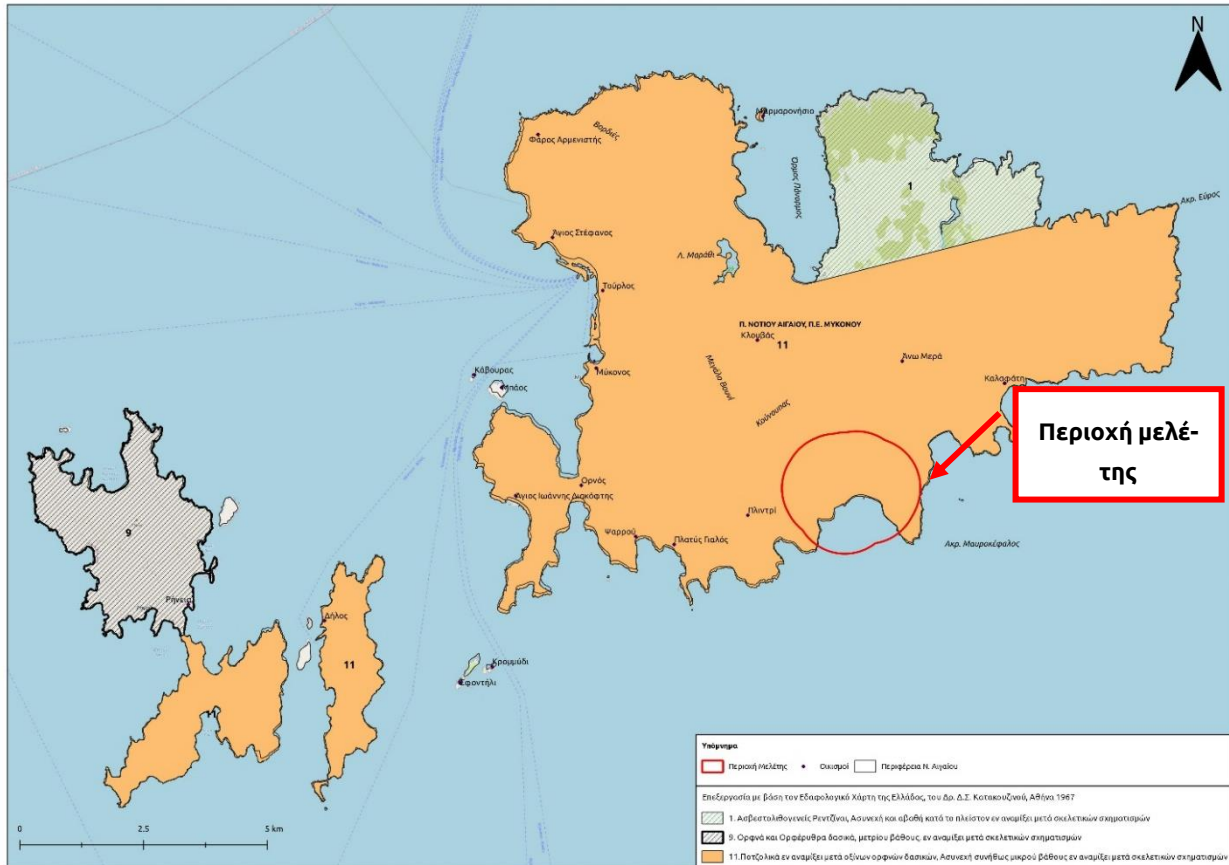 N
Μαρμαρονήσια
Βαρδιές
Φάρος Αρμενιστής
Όρμος Πάνορμος
1
Ακρ. Εύρος
Άγιος Στέφανος
Λ. Μαράθι
Τούρλος
Π. ΝΟΤΙΟΥ ΑΙΓΑΙΟΥ, Π.Ε. ΜΥΚΟΝΟΥ
Κλουβάς
11
Άνω Μερά
Μεγάλο Βουνί
Κάβουρας
Μπάος
Μύκονος
Καλαφάτη
Κούνουπας
Περιοχή μελέ-
της
Ορνός
Άγιος Ιωάννης Διακόφτης
Πλιντρί
9
Ψαρρού
Πλατύς Γιαλός
Ακρ. Μαυροκέφαλος
Ρήνεια
Δήλος
11
Κρομμύδι
Εφοντήλι
Υπόμνημα
Περιοχή Μελέτης Οικισμοί Περιφέρεια Ν. Αιγαίου
Επεξεργασία με βάση τον Εδαφολογικό Χάρτη της Ελλάδας, του Δρ. Δ.Σ. Κατακουζινού, Αθήνα 1967
1. Ασβεστολιθογενείς Ρεντζίναι, Ασυνεχή και αβαθή κατά το πλείστον εν αναμίξει μετά σκελετικών σχηματισμών
9. Ορφνά και Ορφέρυθρα δασικά, μετρίου βάθους, εν αναμίξει μετά σκελετικών σχηματισμών
11.Ποτζολικά εν αναμίξει μετά οξίνων ορφνών δασικών, Ασυνεχή συνήθως μικρού βάθους εν αναμίξει μετά σκελετικών σχηματισμών
0 2.5 5 km